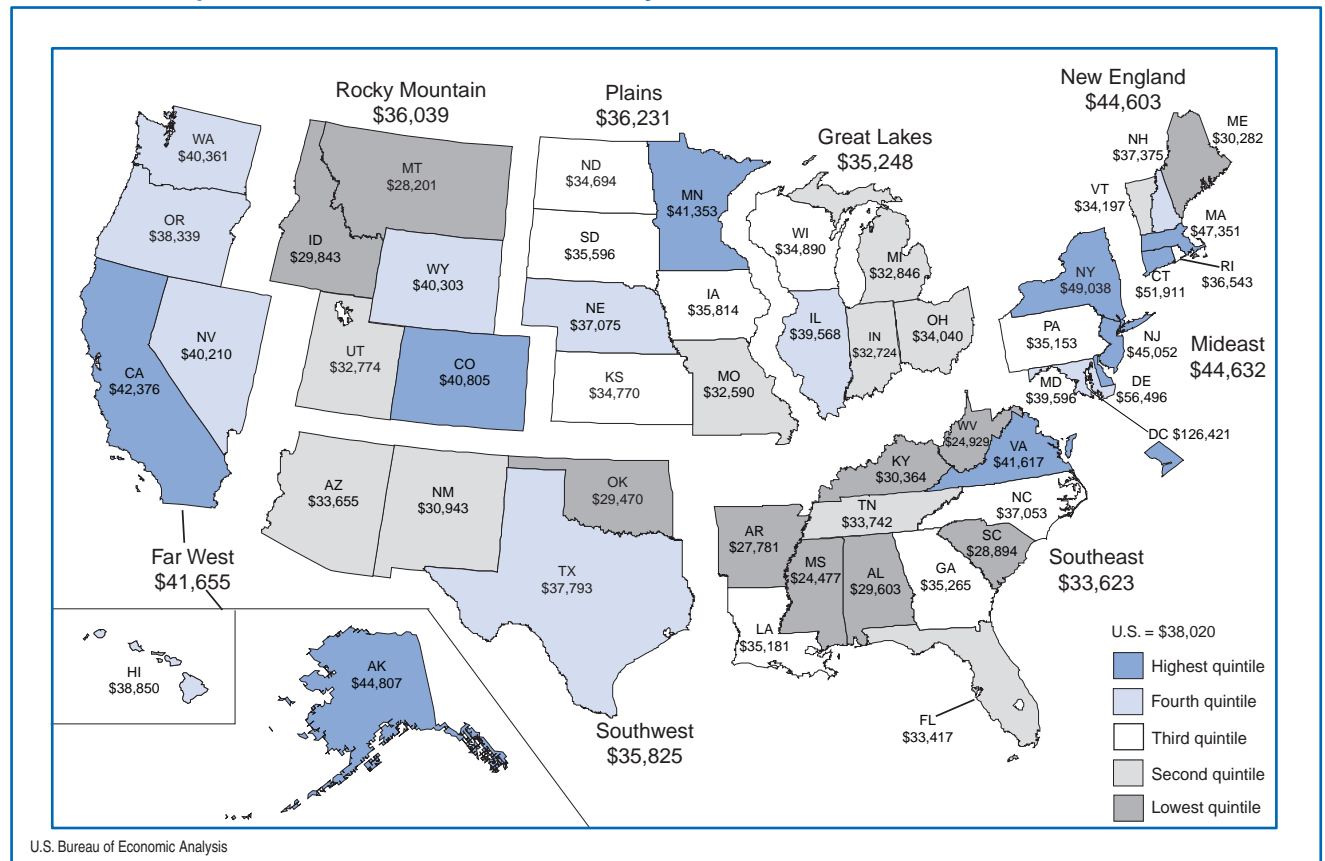 Rocky Mountain
$36,039
Plains
$36,231
Great Lakes
$35,248
New England
$44,603
WA
$40,361
OR
$38,339
CA
$42,376
NV
$40,210
MT
$28,201
ID
$29,843
WY
$40,303
UT
$32,774
CO
$40,805
ND
$34,694
SD
$35,596
NE
$37,075
KS
$34,770
MN
$41,353
IA
$35,814
MO
$32,590
WI
$34,890
IL
$39,568
MI
$32,846
IN
$32,724
OH
$34,040
ME
$30,282
NH
$37,375
VT
$34,197
MA
$47,351
RI
$36,543
CT
$51,911
NY
$49,038
PA
$35,153
NJ
$45,052
Mideast
$44,632
MD
$39,596
DE
$56,496
DC $126,421
AZ
$33,655
NM
$30,943
OK
$29,470
TX
$37,793
Southwest
$35,825
AR
$27,781
LA
$35,181
MS
$24,477
AL
$29,603
TN
$33,742
KY
$30,364
WV
$24,929
VA
$41,617
NC
$37,053
SC
$28,894
GA
$35,265
FL
$33,417
Southeast
$33,623
Far West
$41,655
HI
$38,850
AK
$44,807
U.S. = $38,020
Highest quintile
Fourth quintile
Third quintile
Second quintile
Lowest quintile
U.S. Bureau of Economic Analysis